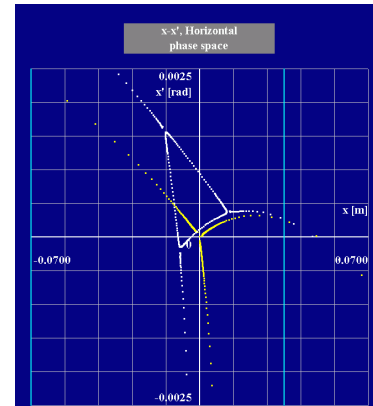 x-x', Horizontal
phase space
0.0025
x' [rad]
x [m]
0
-0.0700
0.0700
-0.0025